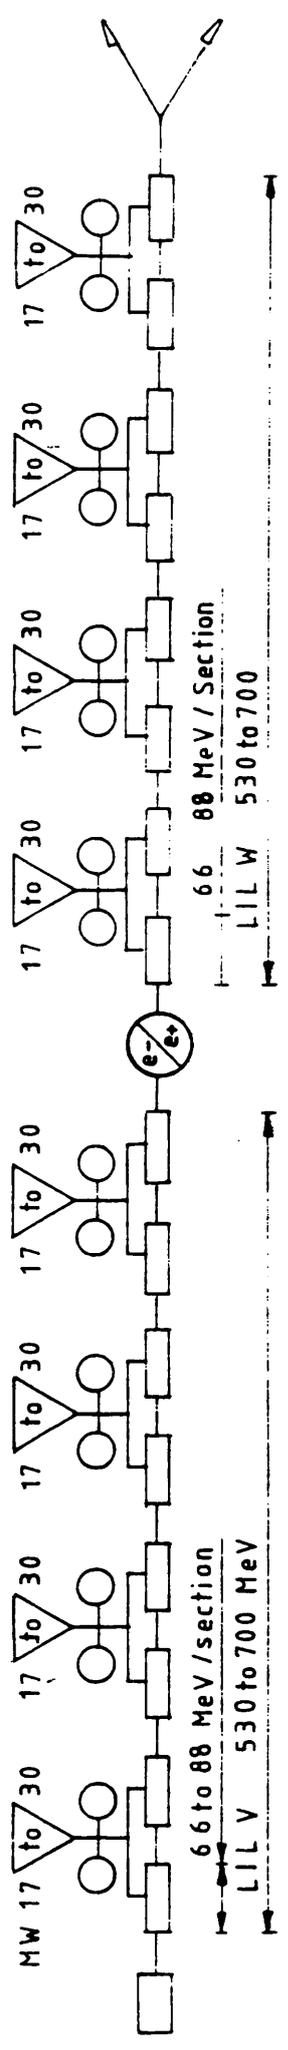 MW 17 to 30 17 to 30 17 to 30 17 to 30 17 to 30 17 to 30 17 to 30 17 to 30
e-
e+
66 to 88 MeV/section
LIL V 530 to 700 MeV
66 88 MeV/Section
LIL W 530 to 700